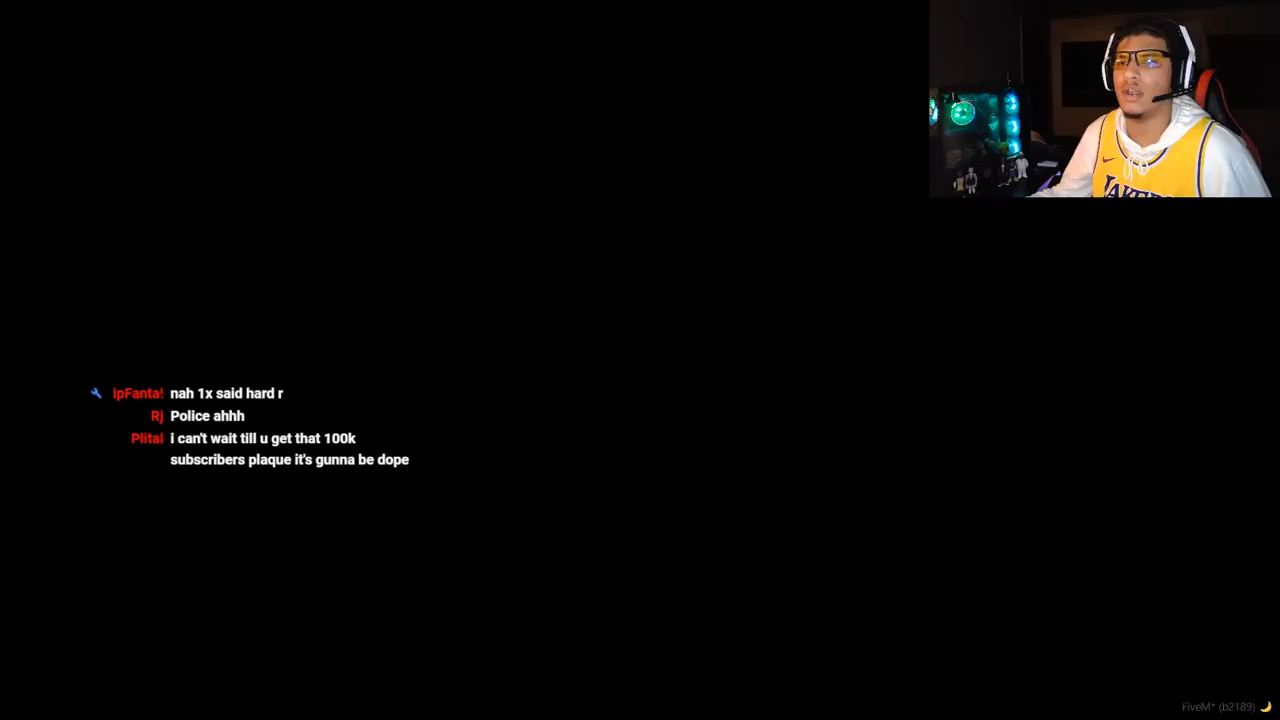 IpFanta! nah 1x said hard r
Rj Police ahhh
Plital i can't wait till u get that 100k
subscribers plaque it's gunna be dope
FiveM* (b2189)